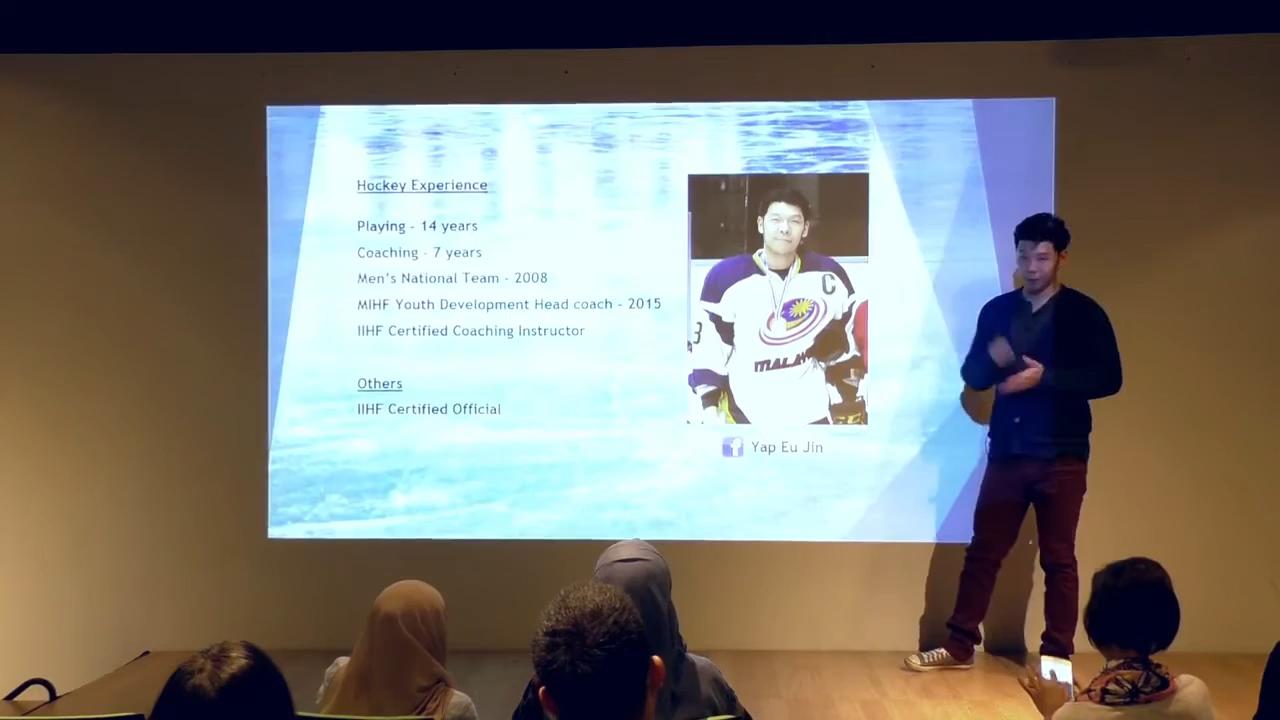 Hockey Experience
Playing - 14 years
Coaching - 7 years
Men's National Team - 2008
MIHF Youth Development Head coach - 2015
IIHF Certified Coaching Instructor
Others
IIHF Certified Official
C
3
f Yap Eu Jin